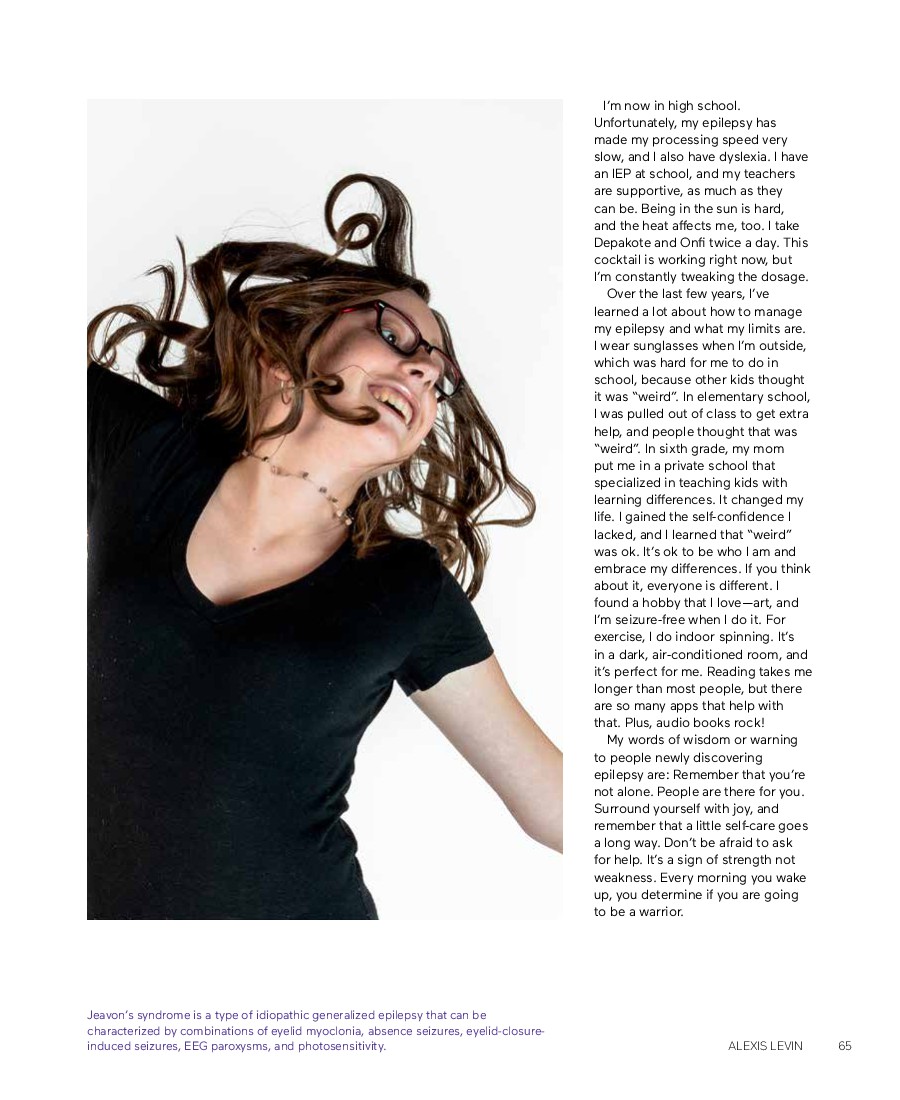 I'm now in high school.
Unfortunately, my epilepsy has
made my processing speed very
slow, and I also have dyslexia. I have
an IEP at school, and my teachers
are supportive, as much as they
can be. Being in the sun is hard,
and the heat affects me, too. I take
Depakote and Onfi twice a day. This
cocktail is working right now, but
I'm constantly tweaking the dosage.
Over the last few years, I've
learned a lot about how to manage
my epilepsy and what my limits are.
I wear sunglasses when I'm outside,
which was hard for me to do in
school, because other kids thought
it was “weird”. In elementary school,
I was pulled out of class to get extra
help, and people thought that was
“weird”. In sixth grade, my mom
put me in a private school that
specialized in teaching kids with
learning differences. It changed my
life. I gained the self-confidence I
lacked, and I learned that “weird”
was ok. It's ok to be who I am and
embrace my differences. If you think
about it, everyone is different. I
found a hobby that I love—art, and
I'm seizure-free when I do it. For
exercise, I do indoor spinning. It's
in a dark, air-conditioned room, and
it's perfect for me. Reading takes me
longer than most people, but there
are so many apps that help with
that. Plus, audio books rock!
My words of wisdom or warning
to people newly discovering
epilepsy are: Remember that you're
not alone. People are there for you.
Surround yourself with joy, and
remember that a little self-care goes
a long way. Don't be afraid to ask
for help. It's a sign of strength not
weakness. Every morning you wake
up, you determine if you are going
to be a warrior.
Jeavon's syndrome is a type of idiopathic generalized epilepsy that can be
characterized by combinations of eyelid myoclonia, absence seizures, eyelid-closure-
induced seizures, EEG paroxysms, and photosensitivity.
ALEXIS LEVIN 65